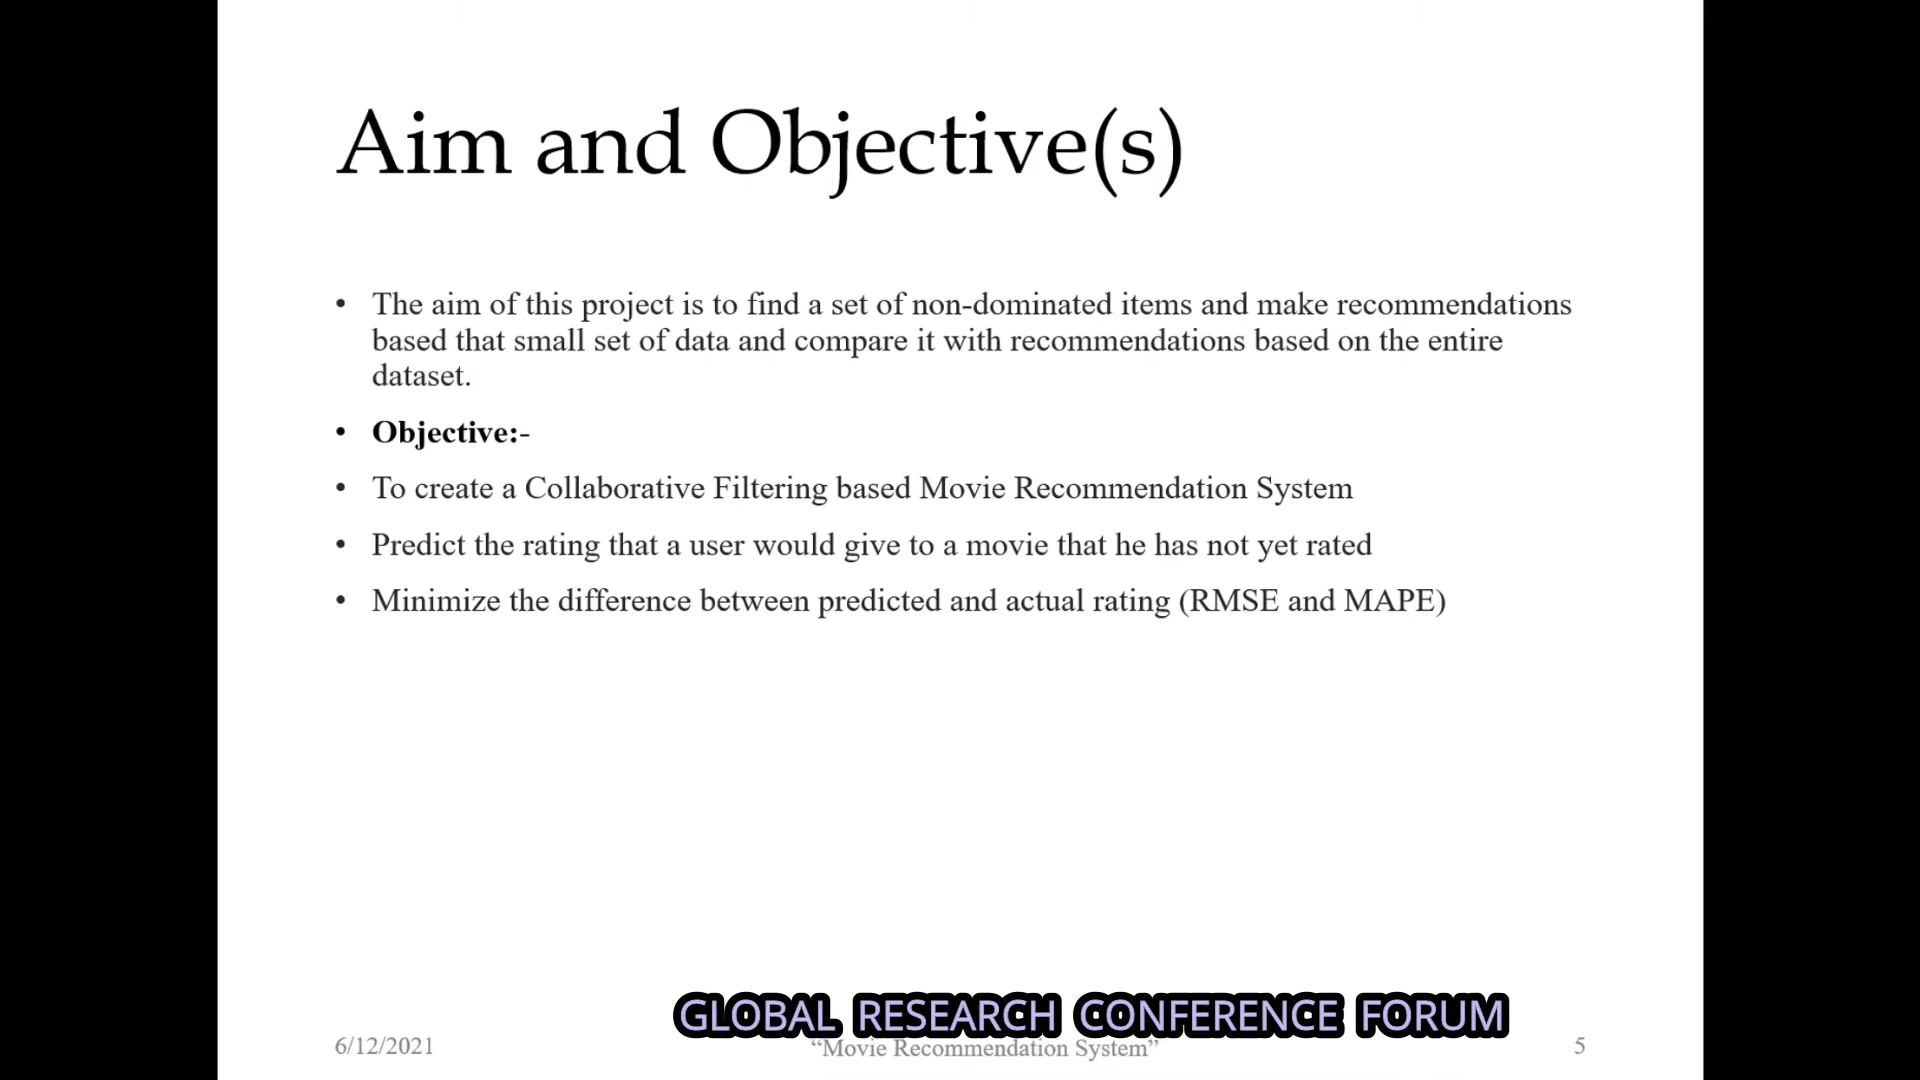 Aim and Objective(s)
• The aim of this project is to find a set of non-dominated items and make recommendations
based that small set of data and compare it with recommendations based on the entire
dataset.
• Objective:-
• To create a Collaborative Filtering based Movie Recommendation System
• Predict the rating that a user would give to a movie that he has not yet rated
• Minimize the difference between predicted and actual rating (RMSE and MAPE)
GLOBAL RESEARCH CONFERENCE FORUM
6/12/2021
“Movie Recommendation System”
5